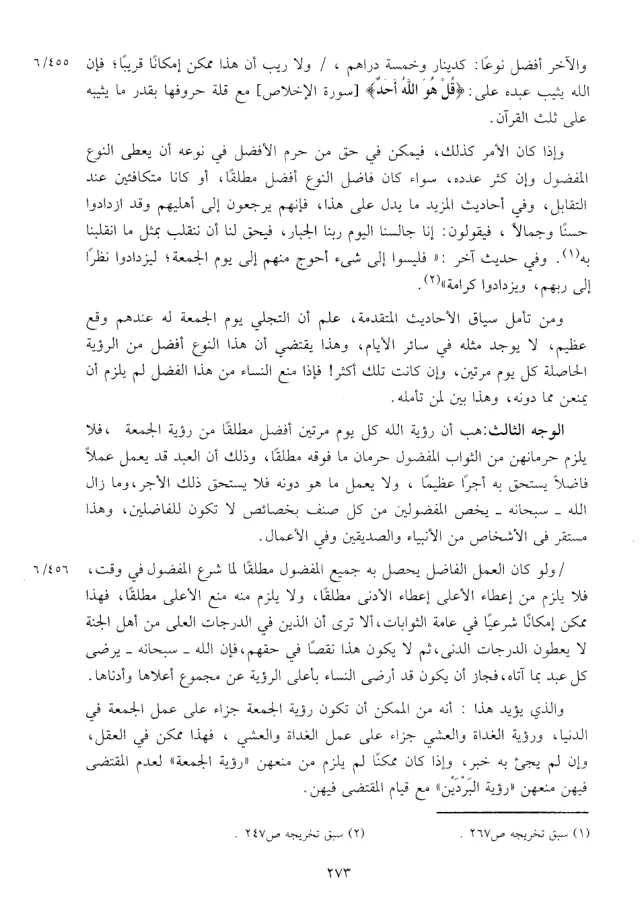 والآخر أفضل نوعًا: كدينار وخمسة دراهم ، / ولا ريب أن هذا ممكن إمكانًا قريبًا؛ فإن ٦/٤٥٥
الله يثيب عبده على: ﴿قُلْ هُوَ اللَّهُ أَحَدٌ﴾ [سورة الإخلاص] مع قلة حروفها بقدر ما يثيبه
على ثلث القرآن.
وإذا كان الأمر كذلك، فيمكن في حق من حرم الأفضل في نوعه أن يعطى النوع
المفضول وإن كثر عدده، سواء كان فاضل النوع أفضل مطلقًا، أو كانا متكافئين عند
التقابل، وفي أحاديث المزيد ما يدل على هذا، فإنهم يرجعون إلى أهليهم وقد ازدادوا
حسنًا وجمالاً ، فيقولون: إنا جالسنا اليوم ربنا الجبار، فيحق لنا أن ننقلب بمثل ما انقلبنا
به(١). وفي حديث آخر :« فليسوا إلى شىء أحوج منهم إلى يوم الجمعة؛ ليزدادوا نظرًا
إلى ربهم، ويزدادوا كرامة»(٢).
ومن تأمل سياق الأحاديث المتقدمة، علم أن التجلي يوم الجمعة له عندهم وقع
عظيم، لا يوجد مثله في سائر الأيام، وهذا يقتضي أن هذا النوع أفضل من الرؤية
الحاصلة كل يوم مرتين، وإن كانت تلك أكثر! فإذا منع النساء من هذا الفضل لم يلزم أن
يمنعن مما دونه، وهذا بين لمن تأمله.
الوجه الثالث:هب أن رؤية الله كل يوم مرتين أفضل مطلقًا من رؤية الجمعة ،فلا
يلزم حرمانهن من الثواب المفضول حرمان ما فوقه مطلقًا، وذلك أن العبد قد يعمل عملاً
فاضلاً يستحق به أجرًا عظيمًا ، ولا يعمل ما هو دونه فلا يستحق ذلك الأجر،وما زال
الله ـ سبحانه ـ يخص المفضولين من كل صنف بخصائص لا تكون للفاضلين، وهذا
مستقر فى الأشخاص من الأنبياء والصديقين وفي الأعمال.
/ولو كان العمل الفاضل يحصل به جميع المفضول مطلقًا لما شرع المفضول في وقت، ٦/٤٥٦
فلا يلزم من إعطاء الأعلى إعطاء الأدنى مطلقًا، ولا يلزم منه منع الأعلى مطلقًا، فهذا
ممكن إمكانًا شرعيًا في عامة الثوابات،ألا ترى أن الذين في الدرجات العلى من أهل الجنة
لا يعطون الدرجات الدنى،ثم لا يكون هذا نقصًا في حقهم،فإن الله ـ سبحانه ـ يرضى
كل عبد بما آتاه،فجاز أن يكون قد أرضى النساء بأعلى الرؤية عن مجموع أعلاها وأدناها.
والذي يؤيد هذا : أنه من الممكن أن تكون رؤية الجمعة جزاء على عمل الجمعة في
الدنيا، ورؤية الغداة والعشي جزاء على عمل الغداة والعشي ، فهذا ممكن في العقل،
وإن لم يجئ به خبر، وإذا كان ممكنًا لم يلزم من منعهن «رؤية الجمعة» لعدم المقتضى
فيهن منعهن «رؤية البَرْدَيْن» مع قيام المقتضى فيهن.
(١) سبق تخريجه ص٢٦٧ . (٢) سبق تخريجه ص٢٤٧ .
٢٧٣